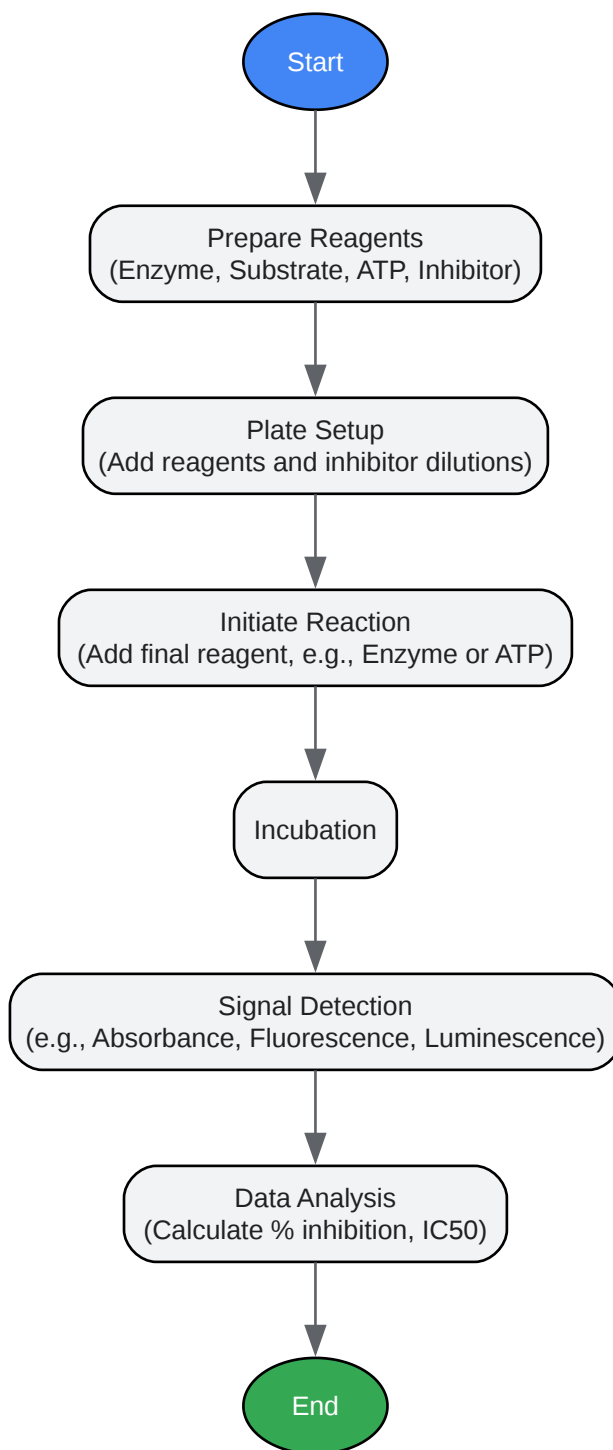 Start
Prepare Reagents
(Enzyme, Substrate, ATP, Inhibitor)
Plate Setup
(Add reagents and inhibitor dilutions)
Initiate Reaction
(Add final reagent, e.g., Enzyme or ATP)
Incubation
Signal Detection
(e.g., Absorbance, Fluorescence, Luminescence)
Data Analysis
(Calculate % inhibition, IC50)
End